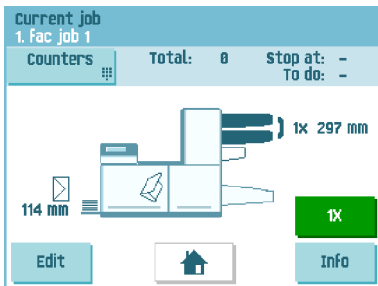 Current job
1. Fac job 1
Counters
Total: 0
Stop at: -
To do: -
1x 297 mm
114 mm
1X
Edit
Info